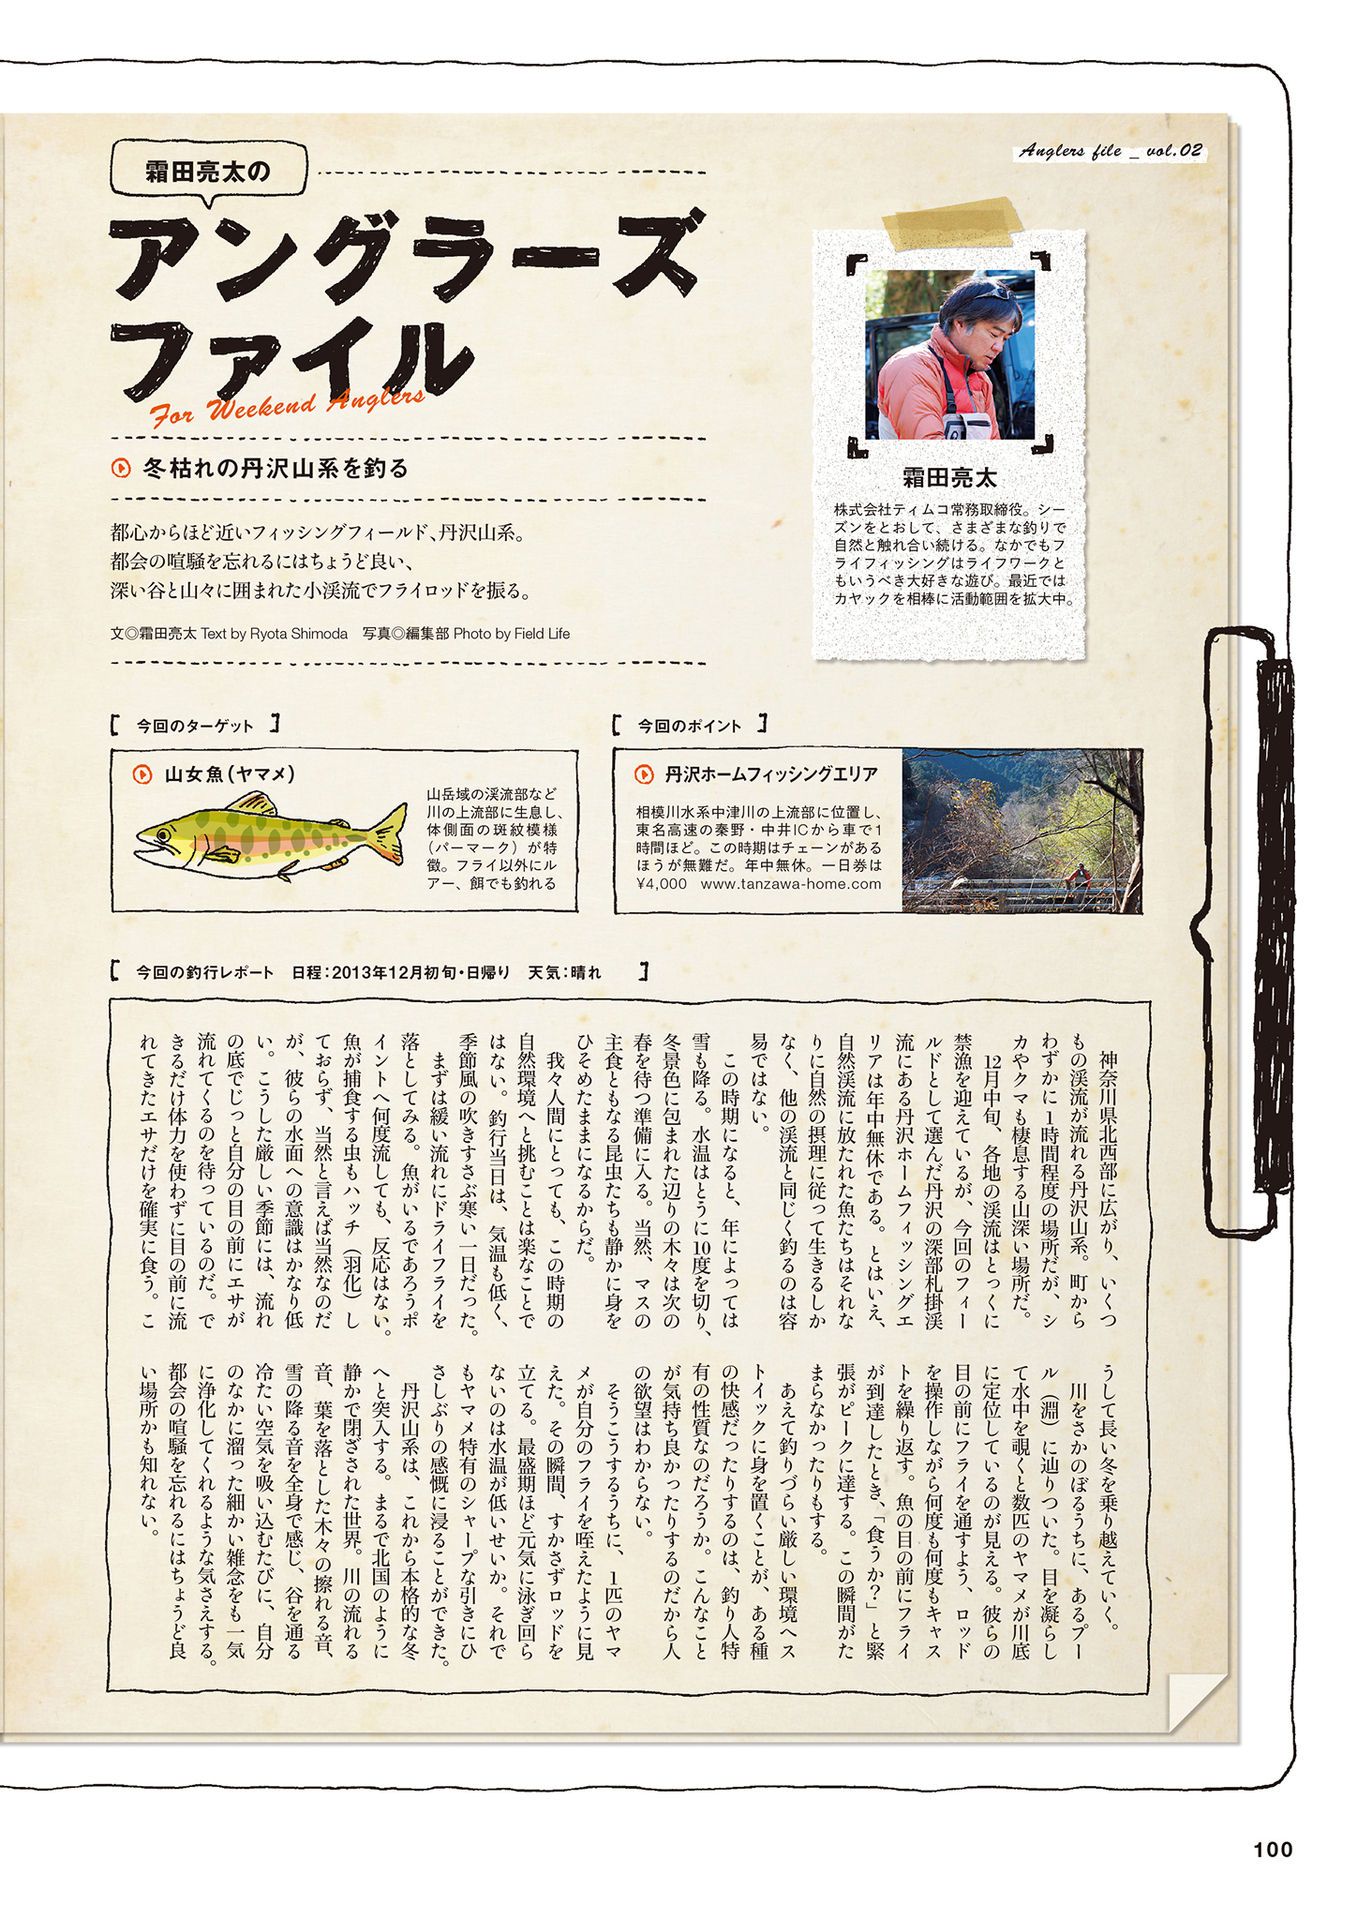 Anglers file _ vol.02
霜田亮太の
アングラーズ
ファイル
For Weekend Anglers
冬枯れの丹沢山系を釣る
都心からほど近いフィッシングフィールド、丹沢山系。
都会の喧騒を忘れるにはちょうど良い、
深い谷と山々に囲まれた小渓流でフライロッドを振る。
文◎霜田亮太 Text by Ryota Shimoda　写真◎編集部 Photo by Field Life
霜田亮太
株式会社ティムコ常務取締役。シー
ズンをとおして、さまざまな釣りで
自然と触れ合い続ける。なかでもフ
ライフィッシングはライフワークと
もいうべき大好きな遊び。最近では
カヤックを相棒に活動範囲を拡大中。
[ 今回のターゲット ]
山女魚（ヤマメ）
山岳域の渓流部など
川の上流部に生息し、
体側面の斑紋模様
（パーマーク）が特
徴。フライ以外にル
アー、餌でも釣れる
[ 今回のポイント ]
丹沢ホームフィッシングエリア
相模川水系中津川の上流部に位置し、
東名高速の秦野・中井ICから車で1
時間ほど。この時期はチェーンがある
ほうが無難だ。年中無休。一日券は
¥4,000　www.tanzawa-home.com
[ 今回の釣行レポート　日程：2013年12月初旬・日帰り　天気：晴れ ]
神奈川県北西部に広がり、いくつ
もの渓流が流れる丹沢山系。町から
わずかに1時間程度の場所だが、シ
カやクマも棲息する山深い場所だ。
12月中旬、各地の渓流はとっくに
禁漁を迎えているが、今回のフィー
ルドとして選んだ丹沢の深部札掛渓
流にある丹沢ホームフィッシングエ
リアは年中無休である。とはいえ、
自然渓流に放たれた魚たちはそれな
りに自然の摂理に従って生きるしか
なく、他の渓流と同じく釣るのは容
易ではない。
この時期になると、年によっては
雪も降る。水温はとうに10度を切り、
冬景色に包まれた辺りの木々は次の
春を待つ準備に入る。当然、マスの
主食ともなる昆虫たちも静かに身を
ひそめたままになるからだ。
我々人間にとっても、この時期の
自然環境へと挑むことは楽なことで
はない。釣行当日は、気温も低く、
季節風の吹きすさぶ寒い一日だった。
まずは緩い流れにドライフライを
落としてみる。魚がいるであろうポ
イントへ何度流しても、反応はない。
魚が捕食する虫もハッチ（羽化）し
ておらず、当然と言えば当然なのだ
が、彼らの水面への意識はかなり低
い。こうした厳しい季節には、流れ
の底でじっと自分の目の前にエサが
流れてくるのを待っているのだ。で
きるだけ体力を使わずに目の前に流
れてきたエサだけを確実に食う。こ
うして長い冬を乗り越えていく。
川をさかのぼるうちに、あるプー
ル（淵）に辿りついた。目を凝らし
て水中を覗くと数匹のヤマメが川底
に定位しているのが見える。彼らの
目の前にフライを通すよう、ロッド
を操作しながら何度も何度もキャス
トを繰り返す。魚の目の前にフライ
が到達したとき、「食うか？」と緊
張がピークに達する。この瞬間がた
まらなかったりもする。
あえて釣りづらい厳しい環境へス
トイックに身を置くことが、ある種
の快感だったりするのは、釣り人特
有の性質なのだろうか。こんなこと
が気持ち良かったりするのだから人
の欲望はわからない。
そうこうするうちに、1匹のヤマ
メが自分のフライを咥えたように見
えた。その瞬間、すかさずロッドを
立てる。最盛期ほど元気に泳ぎ回ら
ないのは水温が低いせいか。それで
もヤマメ特有のシャープな引きにひ
さしぶりの感慨に浸ることができた。
丹沢山系は、これから本格的な冬
へと突入する。まるで北国のように
静かで閉ざされた世界。川の流れる
音、葉を落とした木々の擦れる音、
雪の降る音を全身で感じ、谷を通る
冷たい空気を吸い込むたびに、自分
のなかに溜った細かい雑念をも一気
に浄化してくれるような気さえする。
都会の喧騒を忘れるにはちょうど良
い場所かも知れない。
100